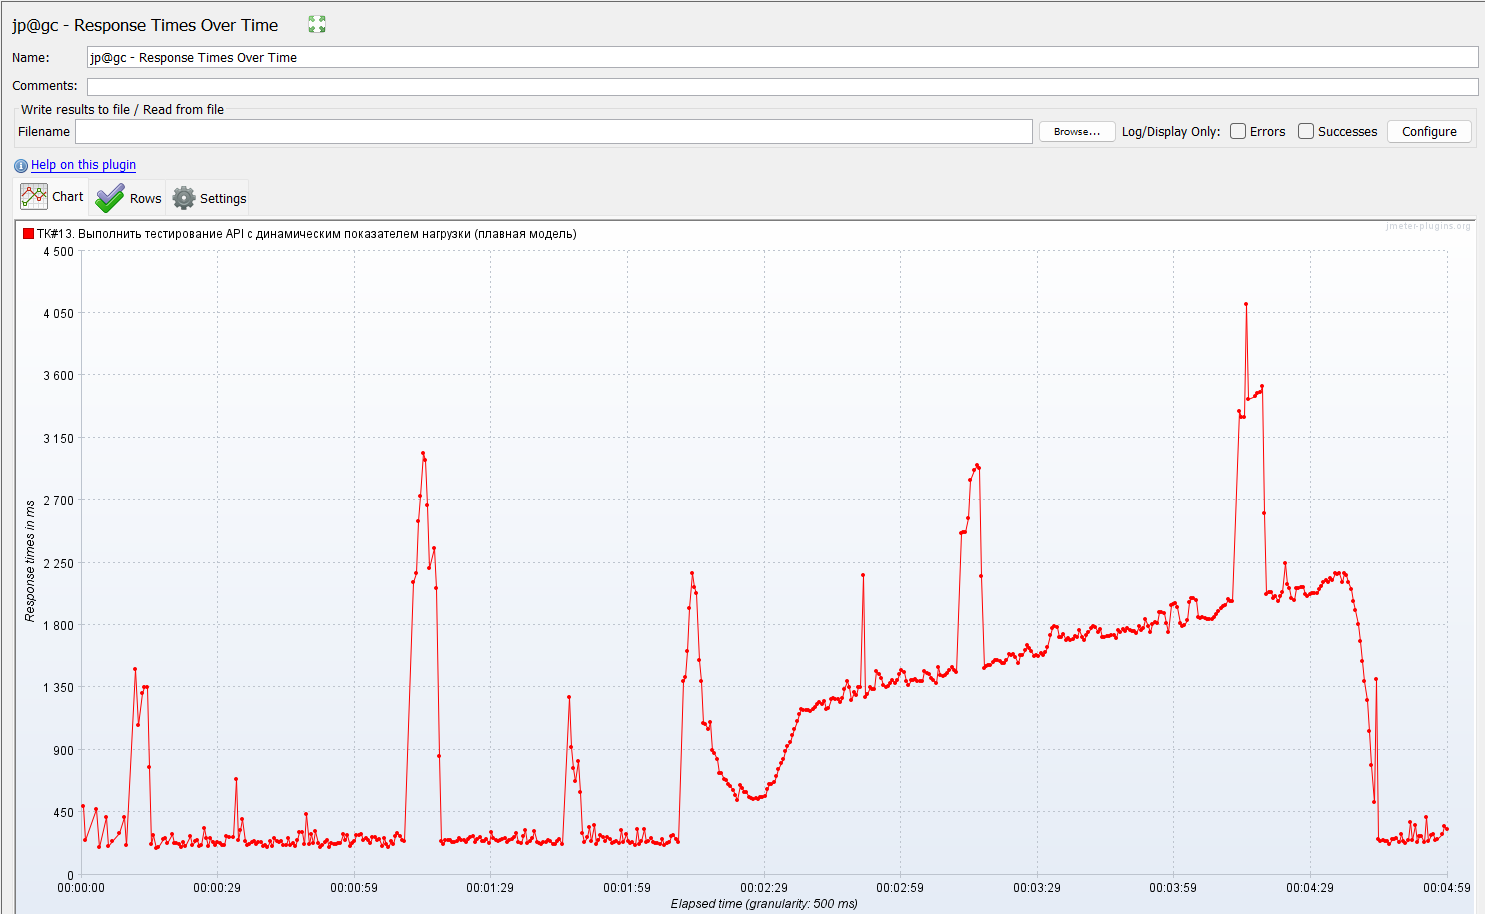 jp@gc - Response Times Over Time
Name: jp@gc - Response Times Over Time
Comments:
Write results to file / Read from file
Filename Browse... Log/Display Only: Errors Successes Configure
Help on this plugin
Chart Rows Settings
ТК#13. Выполнить тестирование API с динамическим показателем нагрузки (плавная модель)
jmeter-plugins.org
4 500
4 050
3 600
3 150
2 700
2 250
1 800
1 350
900
450
0
Response times in ms
00:00:00 00:00:29 00:00:59 00:01:29 00:01:59 00:02:29 00:02:59 00:03:29 00:03:59 00:04:29 00:04:59
Elapsed time (granularity: 500 ms)